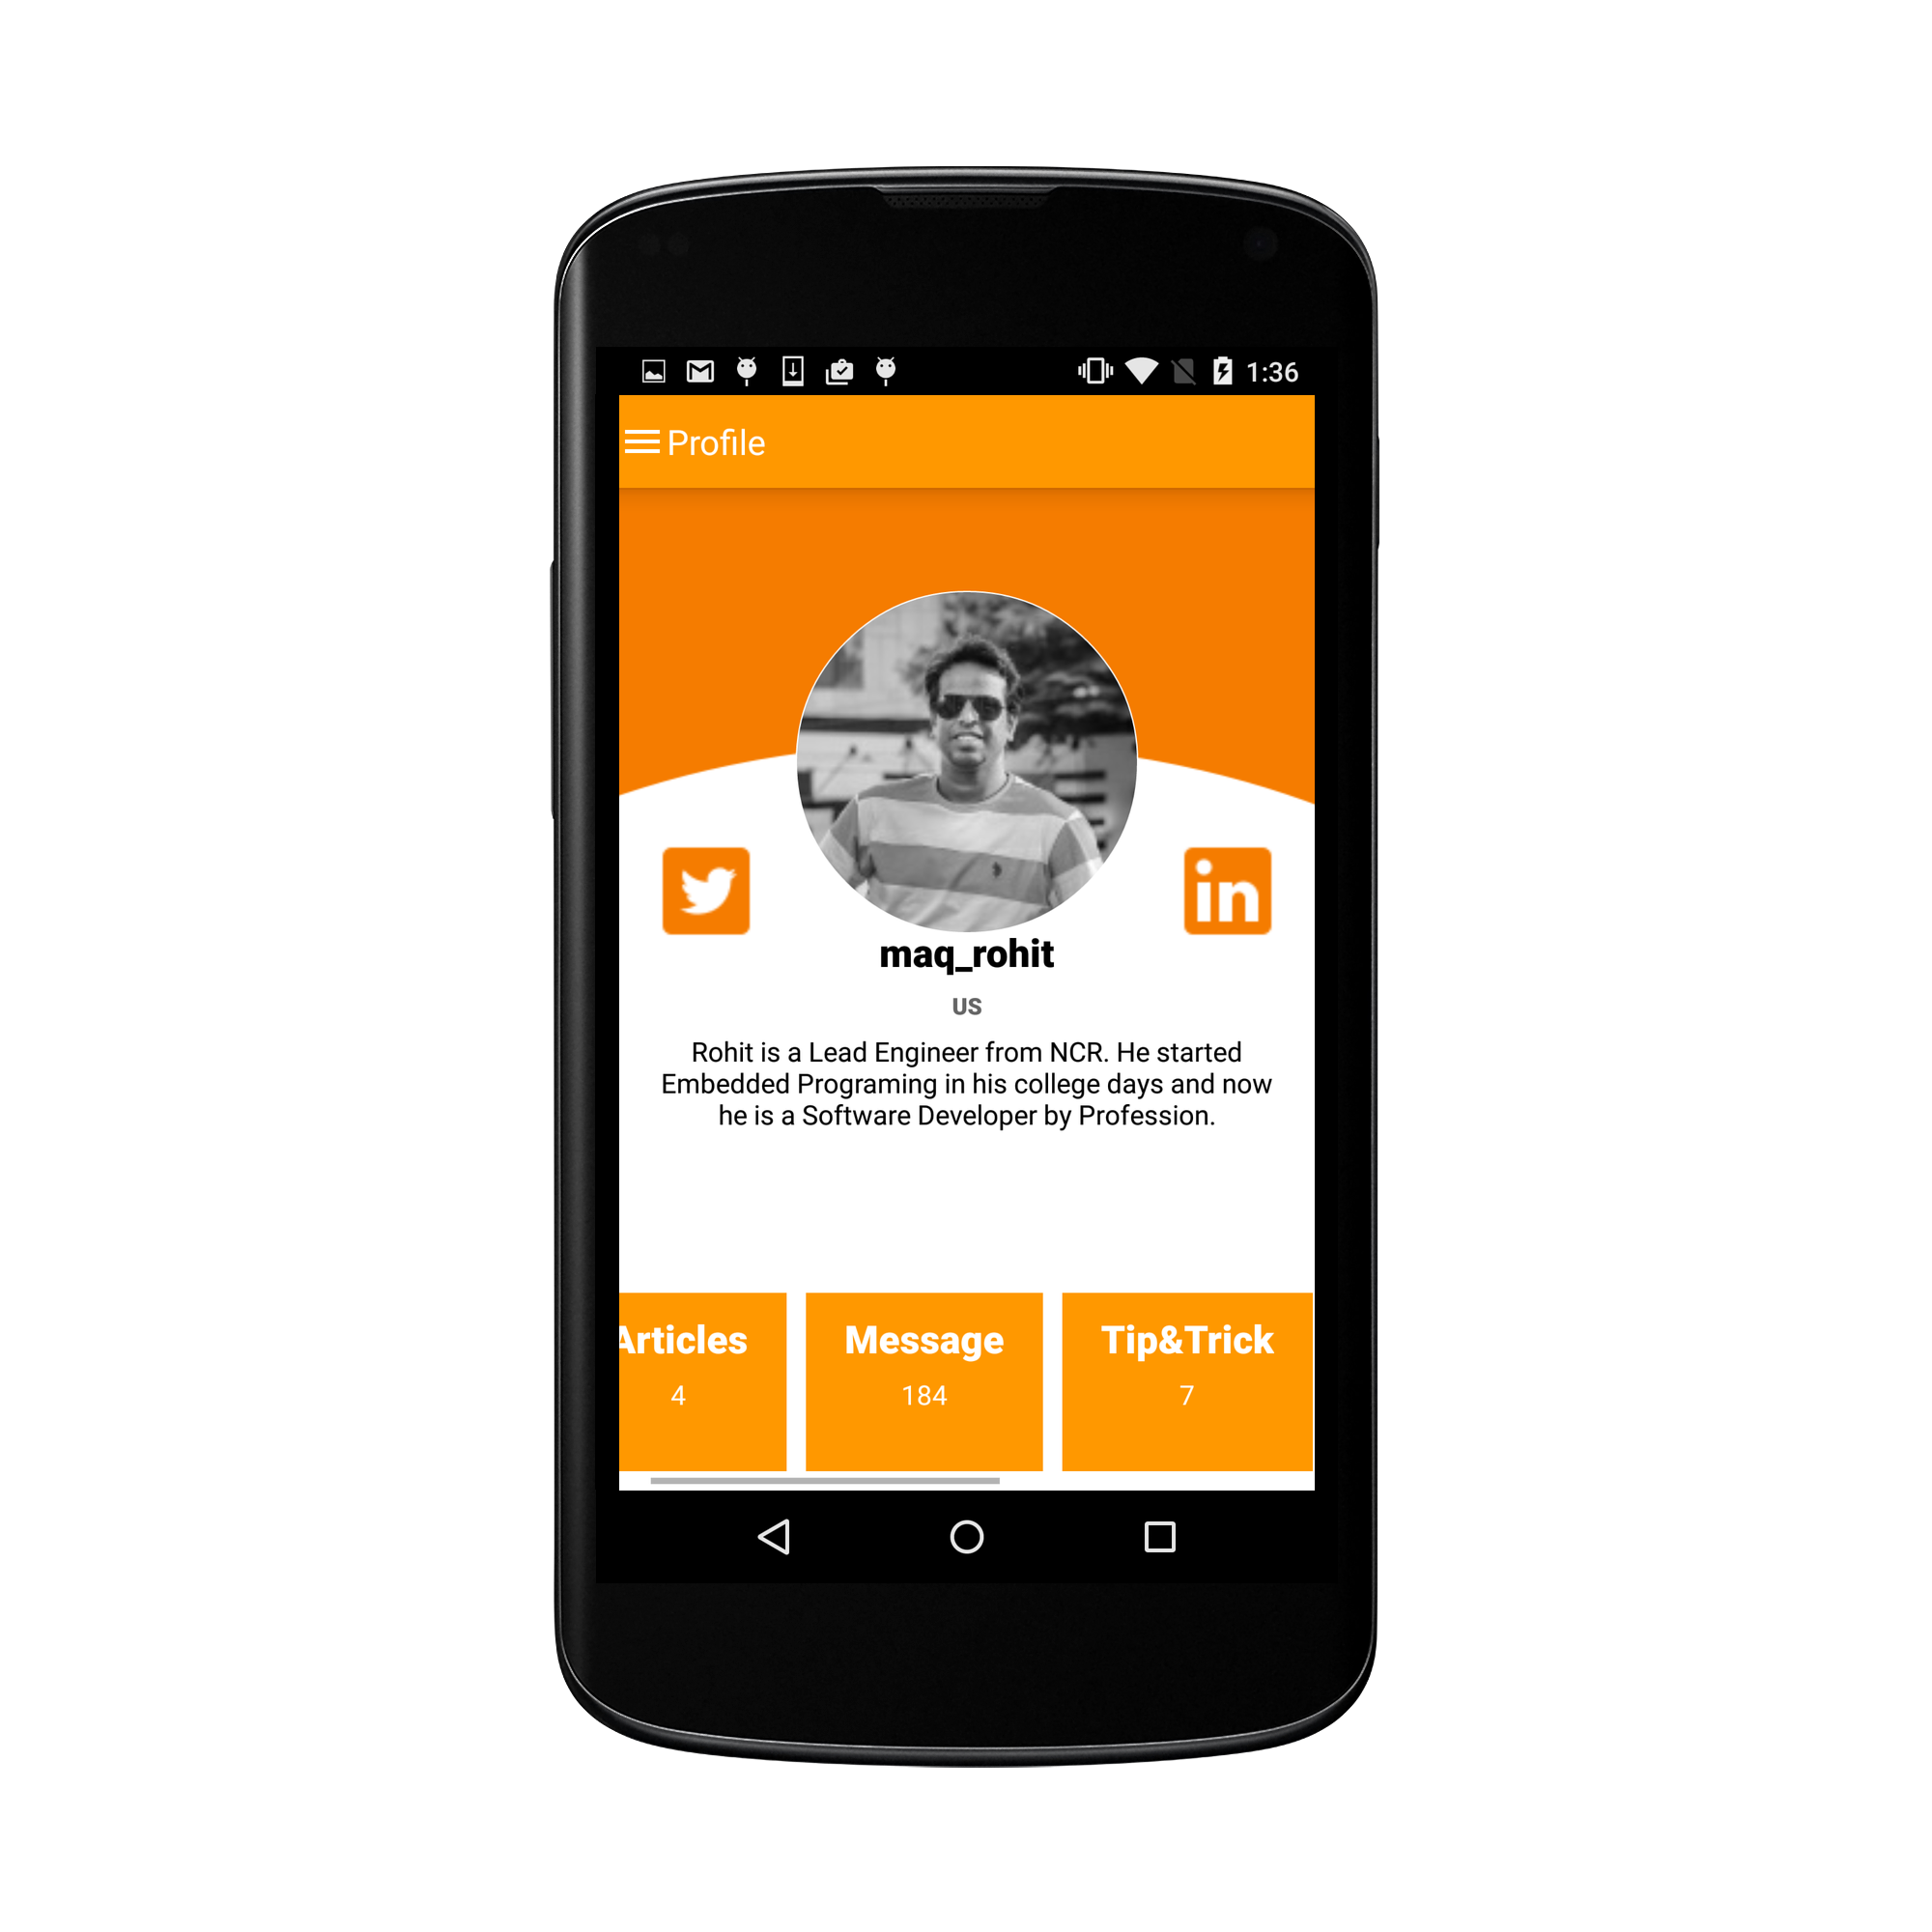 1:36
Profile
in
maq_rohit
US
Rohit is a Lead Engineer from NCR. He started
Embedded Programing in his college days and now
he is a Software Developer by Profession.
Articles
Message
Tip&Trick
4
184
7